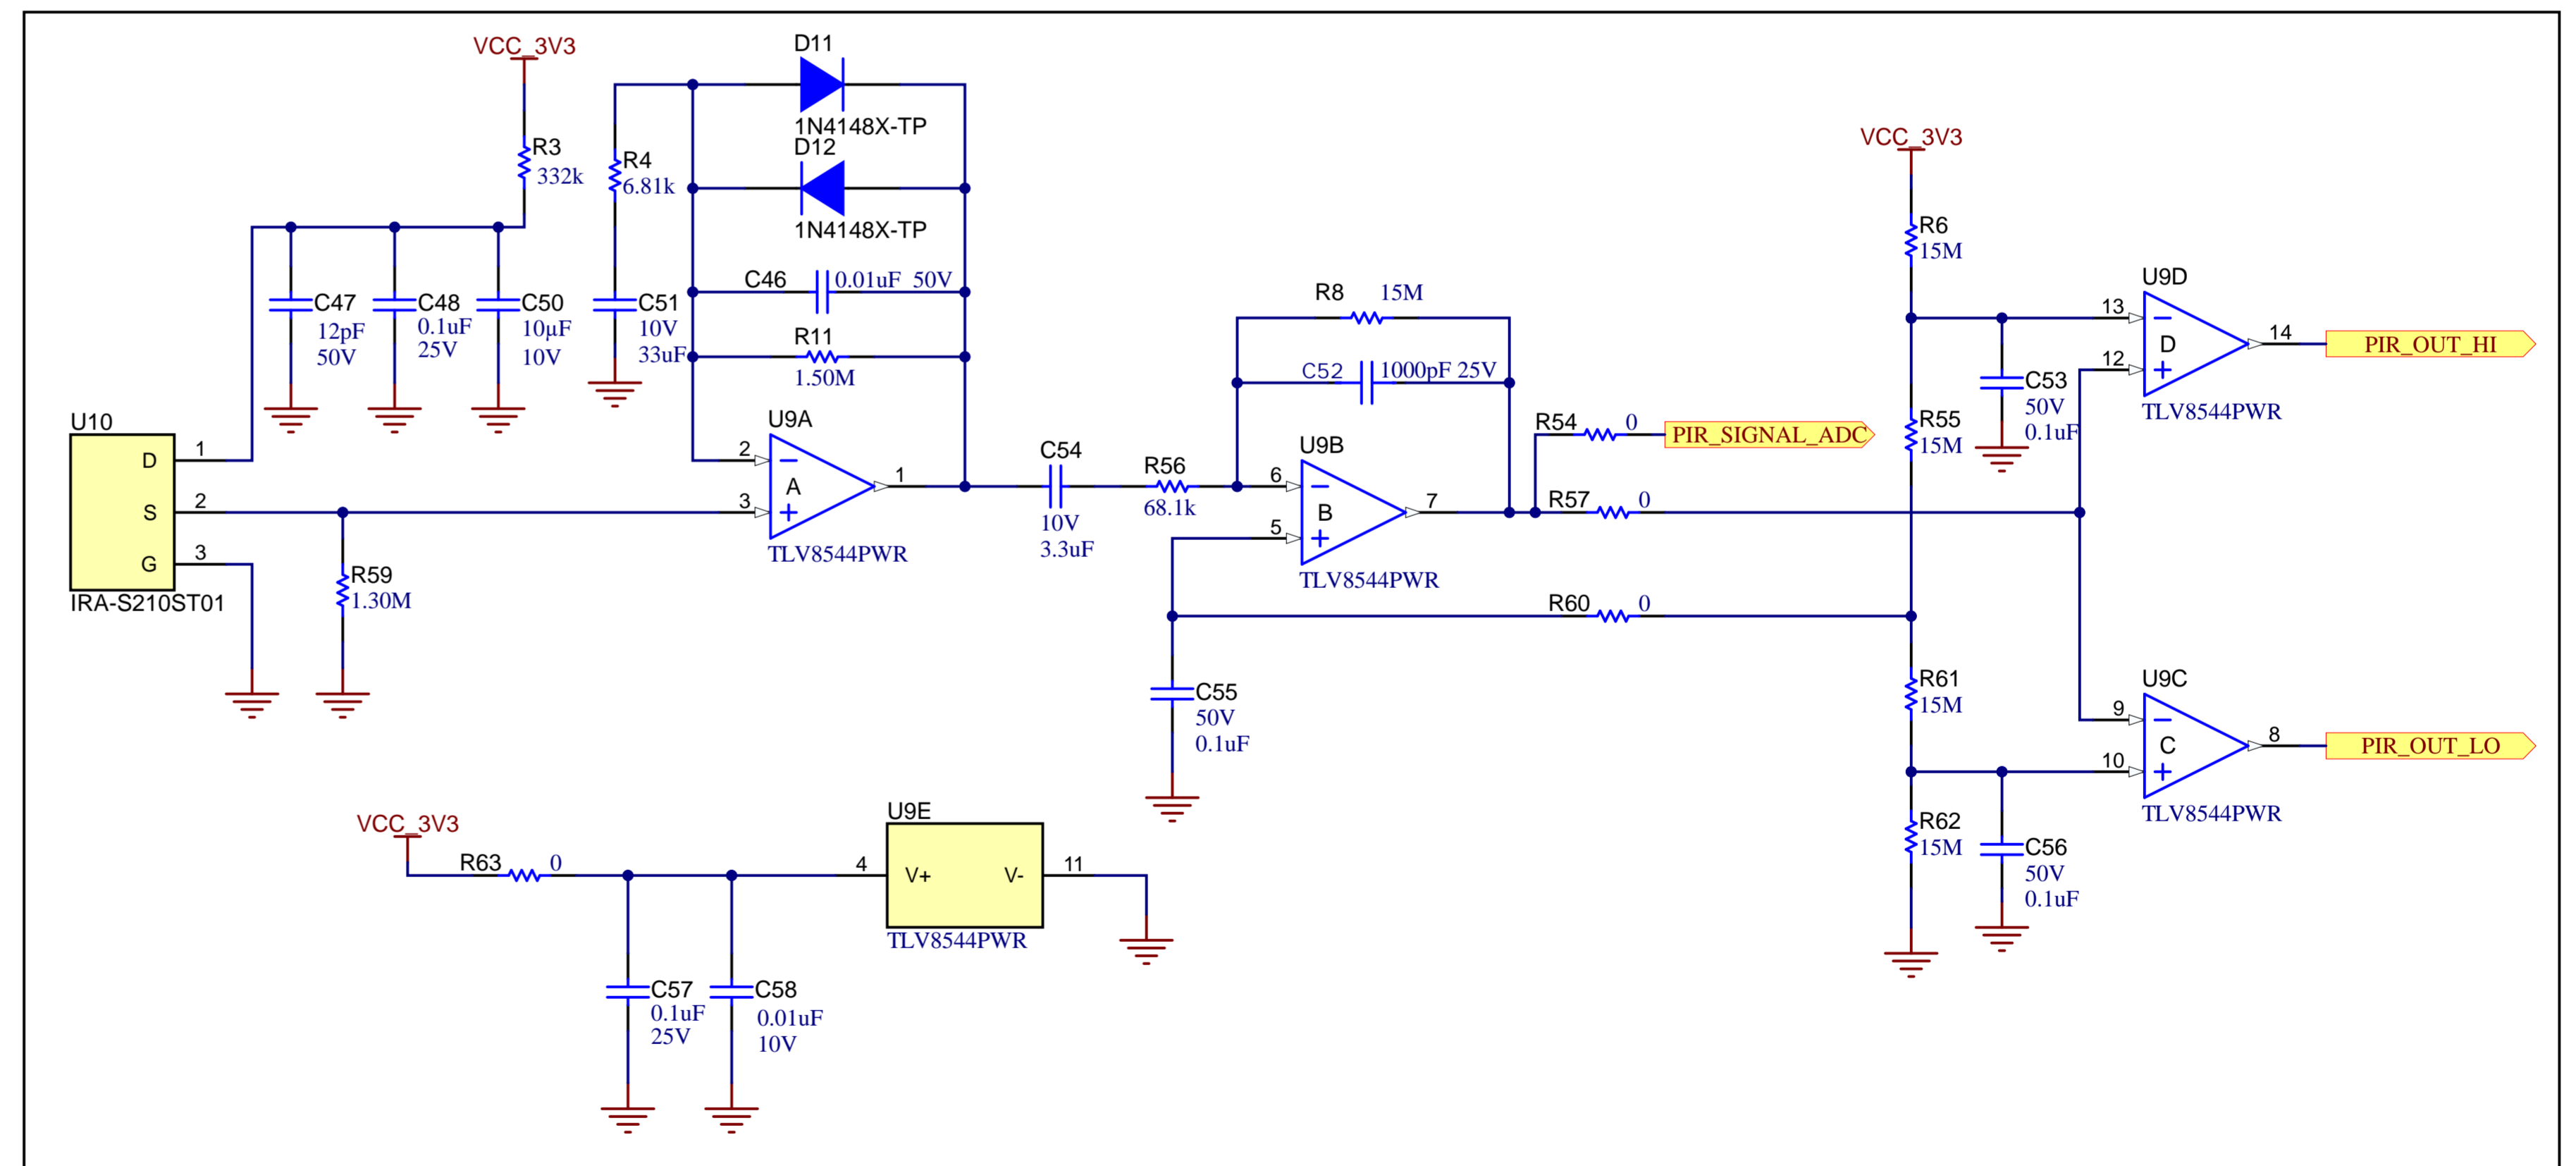 VCC_3V3
R3
332k
C47
12pF
50V
C48
0.1uF
25V
C50
10µF
10V
U10
D
1
S
2
G
3
IRA-S210ST01
R59
1.30M
R4
6.81k
C51
10V
33uF
D11
1N4148X-TP
D12
1N4148X-TP
C46
0.01uF 50V
R11
1.50M
U9A
2
3
A
1
TLV8544PWR
C54
10V
3.3uF
R56
68.1k
R8
15M
C52
1000pF 25V
U9B
6
5
B
7
TLV8544PWR
R54
0
PIR_SIGNAL_ADC
R57
0
R60
0
C55
50V
0.1uF
VCC_3V3
R6
15M
R55
15M
C53
50V
0.1uF
R61
15M
R62
15M
C56
50V
0.1uF
U9D
13
12
D
14
TLV8544PWR
PIR_OUT_HI
U9C
9
10
C
8
TLV8544PWR
PIR_OUT_LO
VCC_3V3
R63
0
C57
0.1uF
25V
C58
0.01uF
10V
U9E
4
V+
V-
11
TLV8544PWR